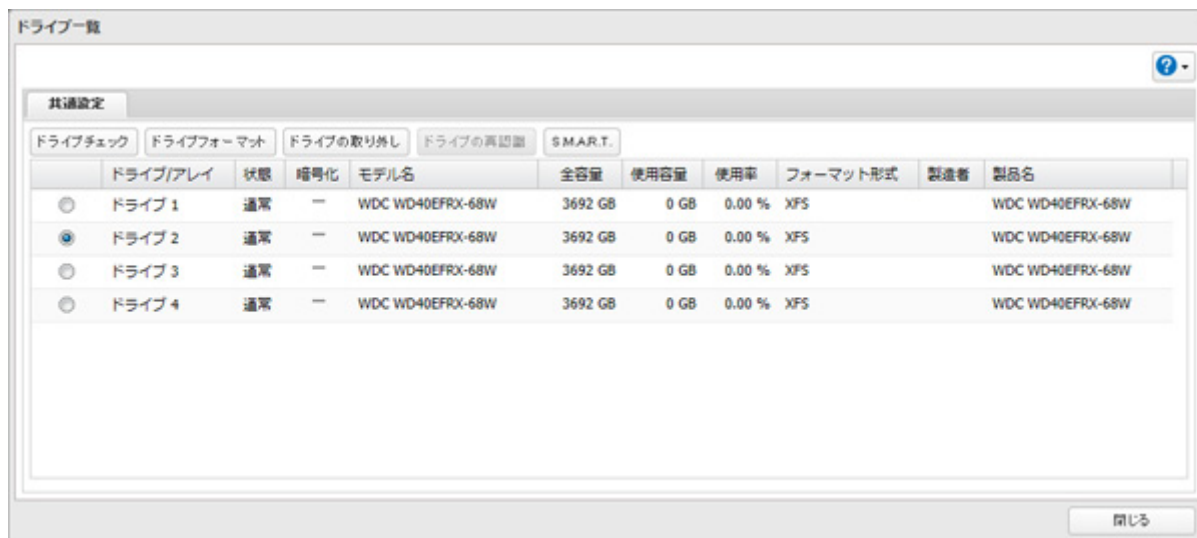 ドライブ一覧
共通設定
ドライブチェック ドライブフォーマット ドライブの取り外し ドライブの再認識 S.M.A.R.T.
ドライブ/アレイ 状態 暗号化 モデル名 全容量 使用容量 使用率 フォーマット形式 製造者 製品名
ドライブ 1 通常 ー WDC WD40EFRX-68W 3692 GB 0 GB 0.00 % XFS WDC WD40EFRX-68W
ドライブ 2 通常 ー WDC WD40EFRX-68W 3692 GB 0 GB 0.00 % XFS WDC WD40EFRX-68W
ドライブ 3 通常 ー WDC WD40EFRX-68W 3692 GB 0 GB 0.00 % XFS WDC WD40EFRX-68W
ドライブ 4 通常 ー WDC WD40EFRX-68W 3692 GB 0 GB 0.00 % XFS WDC WD40EFRX-68W
閉じる